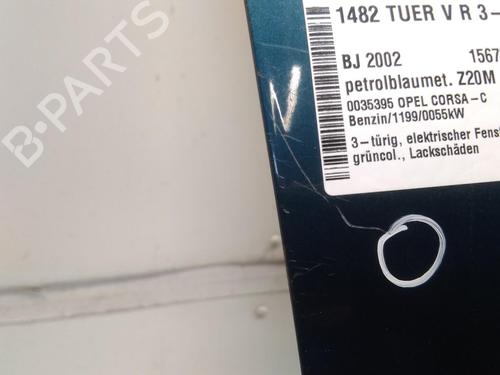 1482 TUER V R 3-
BJ 2002 1567
petrolblaumet. Z20M
0035395 OPEL CORSA-C
Benzin/1199/0055kW
3-türig, elektrischer Fens
grüncol., Lackschäden
B-PARTS